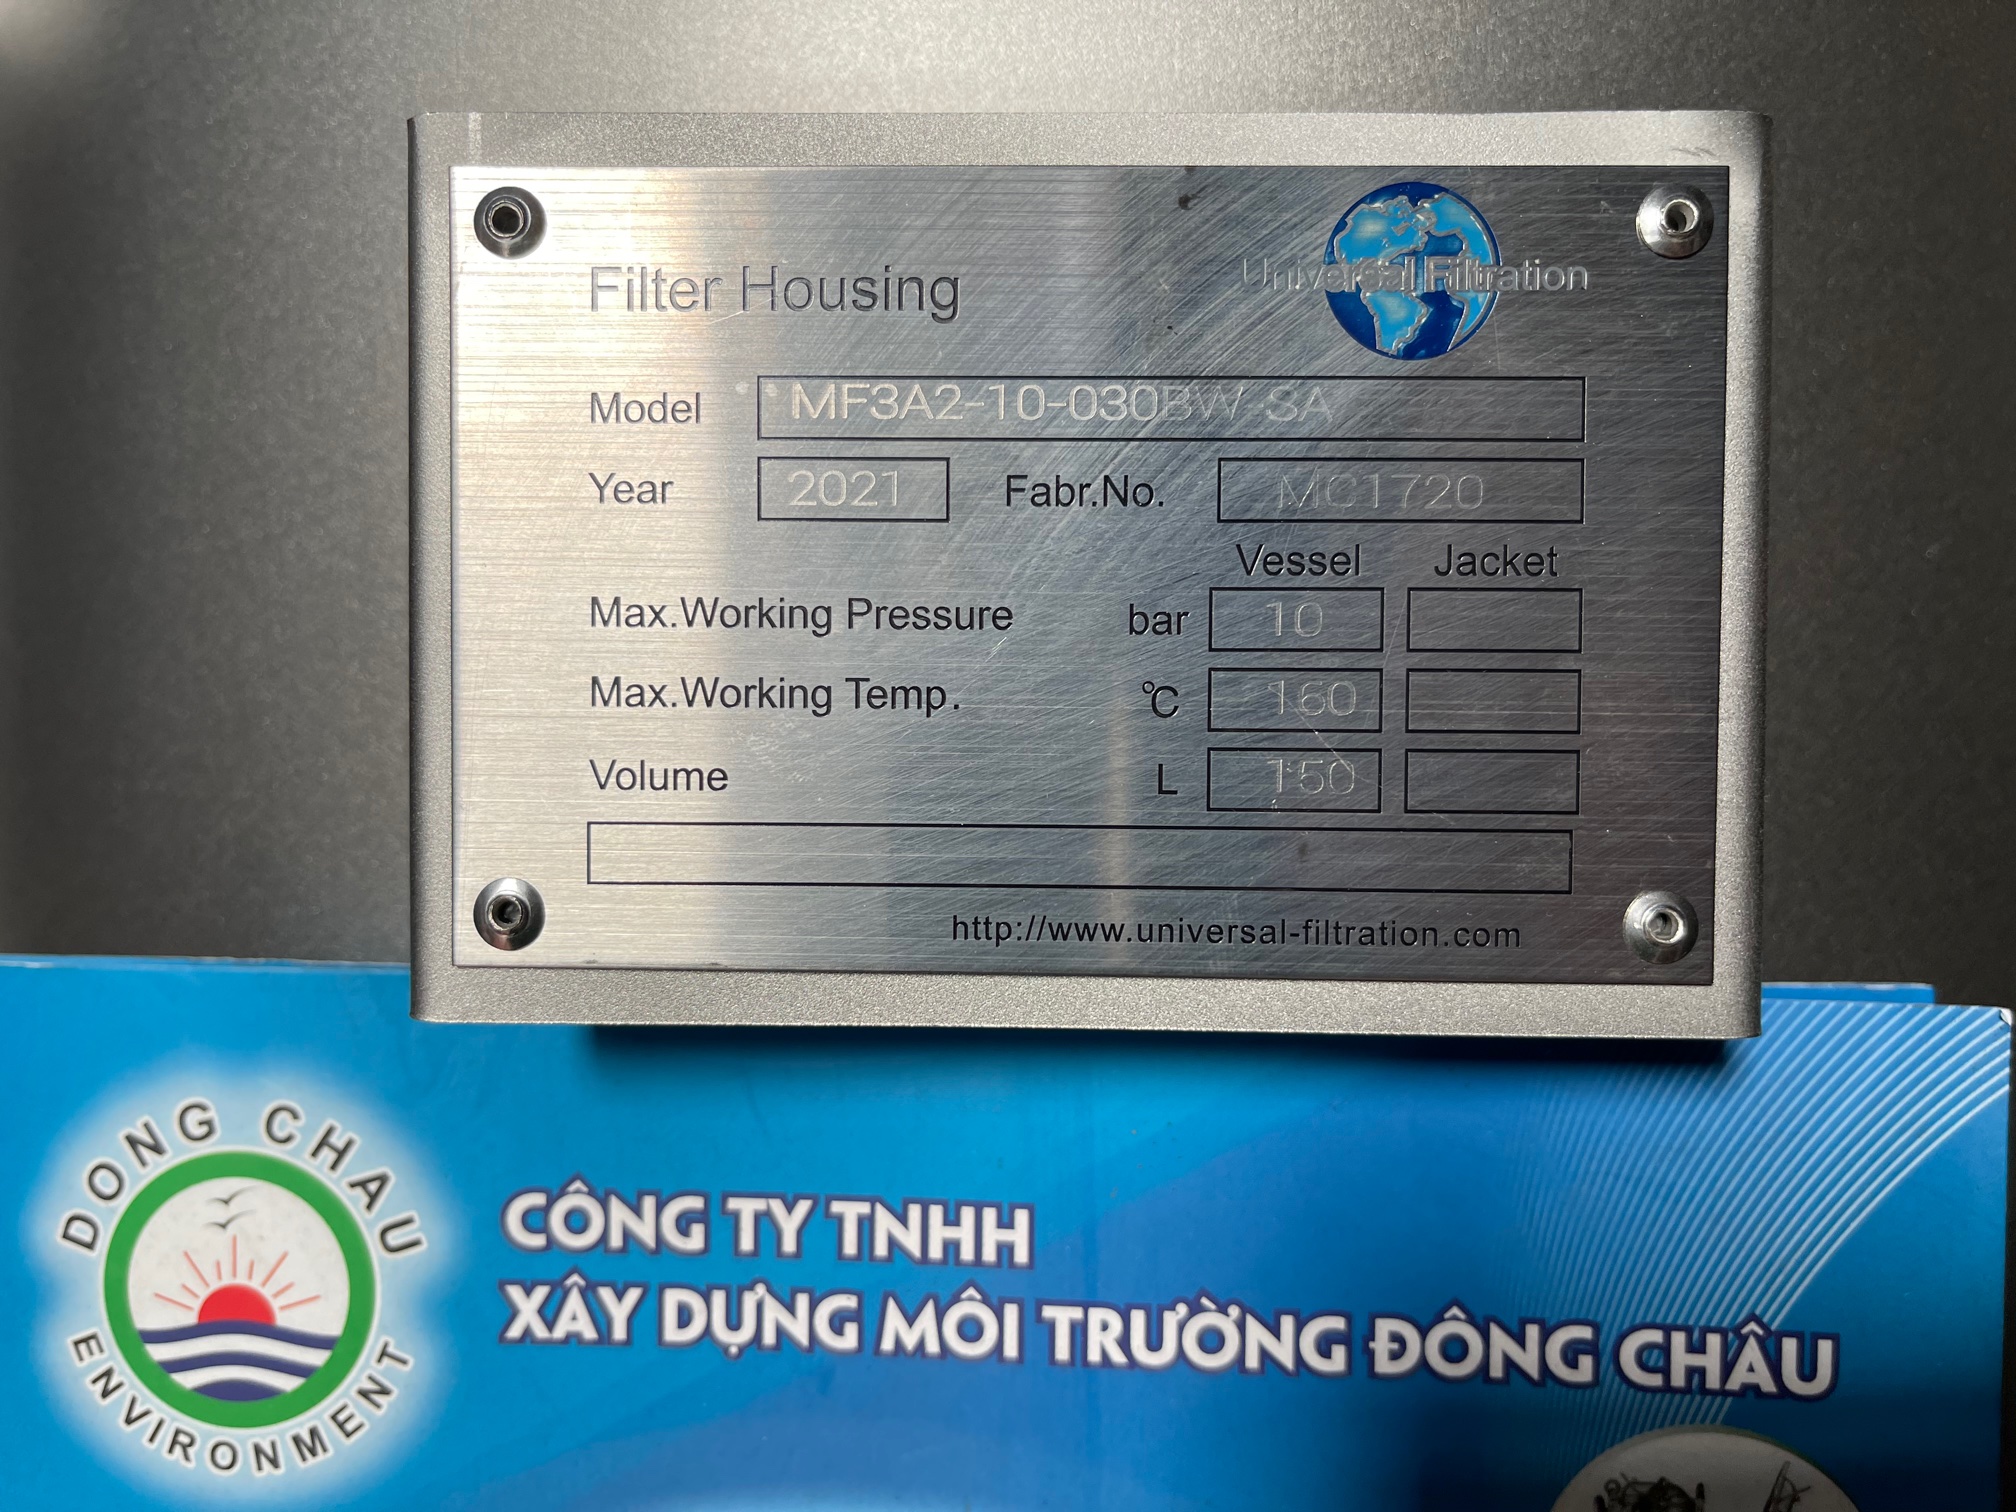 Filter Housing
Universal Filtration
Model MF3A2-10-030BW-SA
Year 2021 Fabr.No. MC1720
Vessel Jacket
Max.Working Pressure bar 10
Max.Working Temp. °C 160
Volume L 150
http://www.universal-filtration.com
DONG CHAU
ENVIRONMENT
CÔNG TY TNHH
XÂY DỰNG MÔI TRƯỜNG ĐÔNG CHÂU